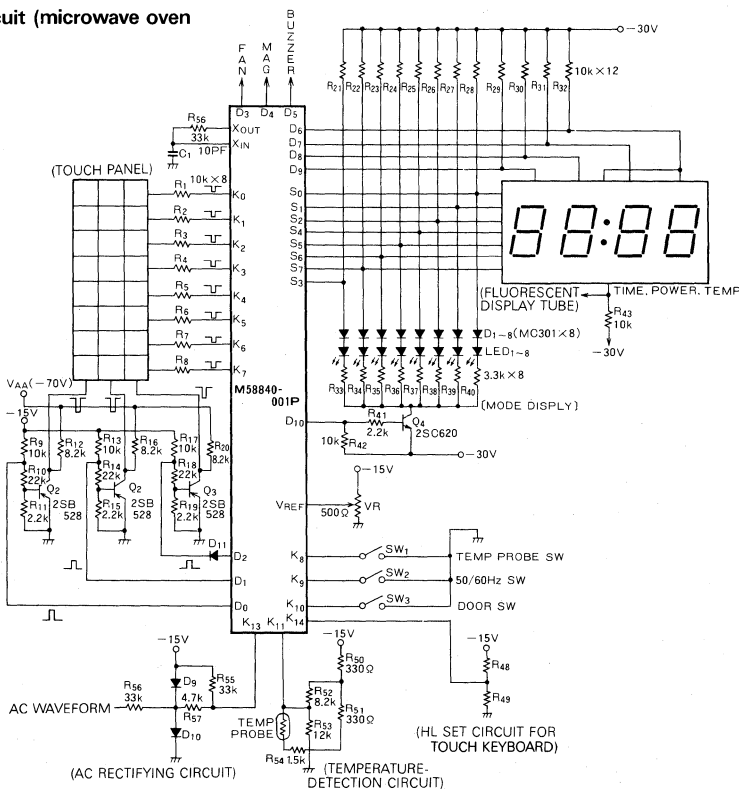 cuit (microwave oven
FAN
MAG
BUZZER
−30V
R21 R22 R23 R24 R25 R26 R27 R28 R29 R30 R31 R32
10k×12
D3 D4 D5
R56
33k
10PF
C1
XOUT
XIN
D6
D7
D8
D9
(TOUCH PANEL)
10k×8
R1
R2
R3
R4
R5
R6
R7
R8
K0
K1
K2
K3
K4
K5
K6
K7
S0
S1
S2
S4
S5
S6
S7
S3
88:88
(FLUORESCENT
DISPLAY TUBE)
TIME. POWER. TEMP
R43
10k
−30V
D1~8(MC301×8)
LED1~8
3.3k×8
R33 R34 R35 R36 R37 R38 R39 R40
(MODE DISPLY)
M58840-
001P
VAA(−70V)
−15V
R9
10k
R10
22k
R11
2.2k
R12
8.2k
Q2
2SB
528
R13
10k
R14
22k
R15
2.2k
R16
8.2k
Q2
2SB
528
R17
10k
R18
22k
R19
2.2k
R20
8.2k
Q3
2SB
528
D11
D2
D1
D0
D10
R41
2.2k
Q4
2SC620
10k
R42
−30V
−15V
VREF
500Ω
VR
K8
SW1
TEMP PROBE SW
K9
SW2
50/60Hz SW
K10
SW3
DOOR SW
K13 K11 K14
−15V
R55
33k
D9
R56
33k
4.7k
R57
AC WAVEFORM
D10
(AC RECTIFYING CIRCUIT)
−15V
R50
330Ω
R52
8.2k
R51
330Ω
R53
12k
TEMP
PROBE
R54 1.5k
(TEMPERATURE-
DETECTION CIRCUIT)
−15V
R48
R49
(HL SET CIRCUIT FOR
TOUCH KEYBOARD)